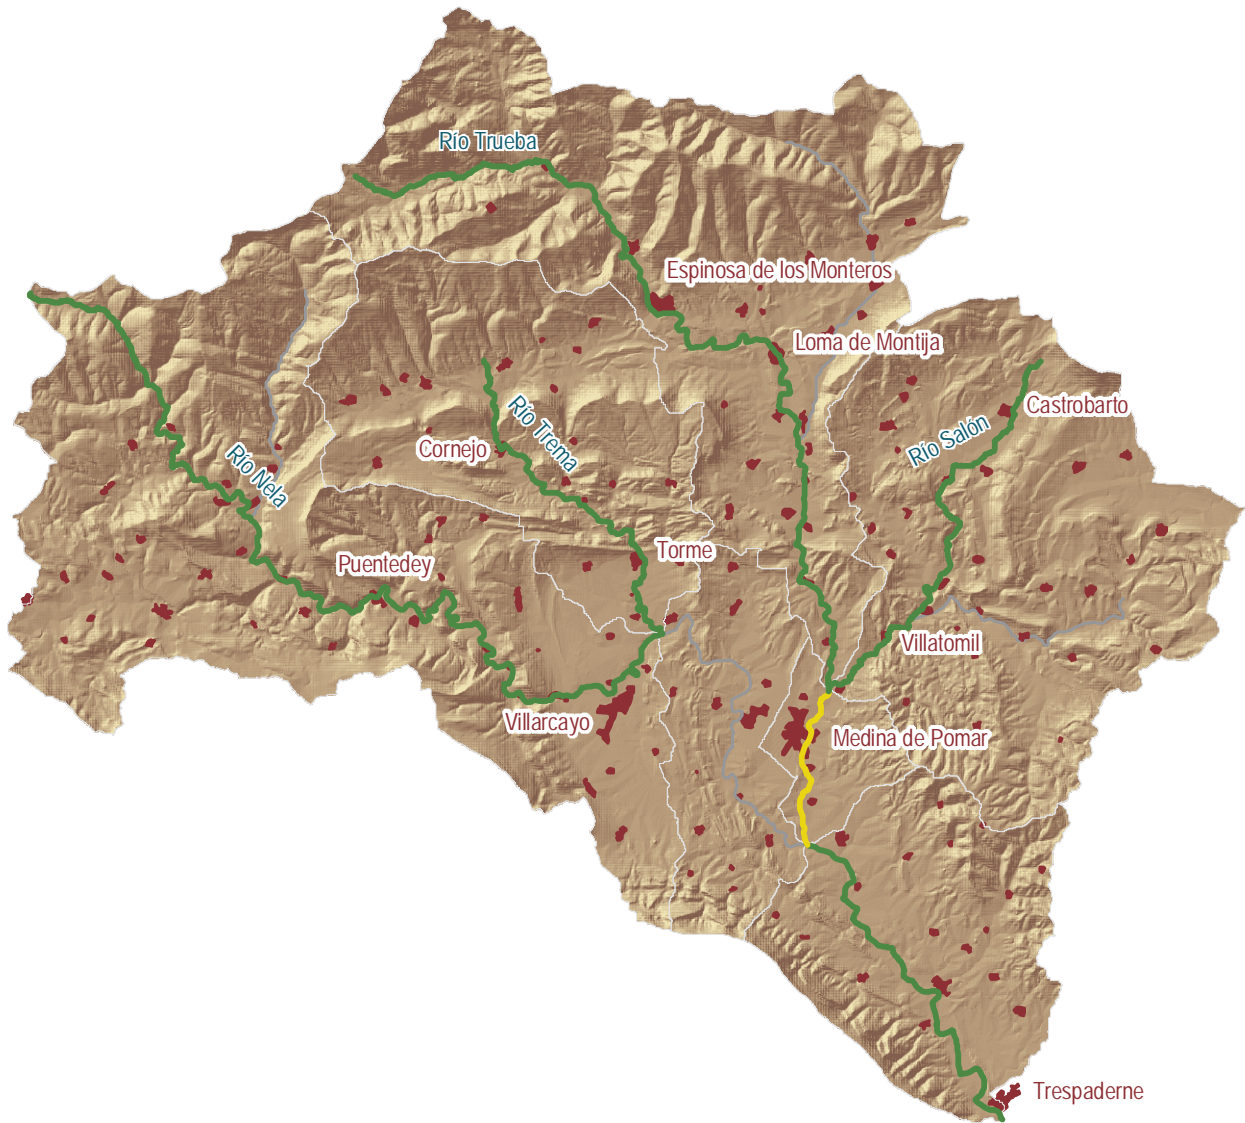 Río Trueba
Espinosa de los Monteros
Loma de Montija
Castrobarto
Río Trema
Río Salón
Cornejo
Río Nela
Torme
Puentedey
Villatomil
Villarcayo
Medina de Pomar
Trespaderne